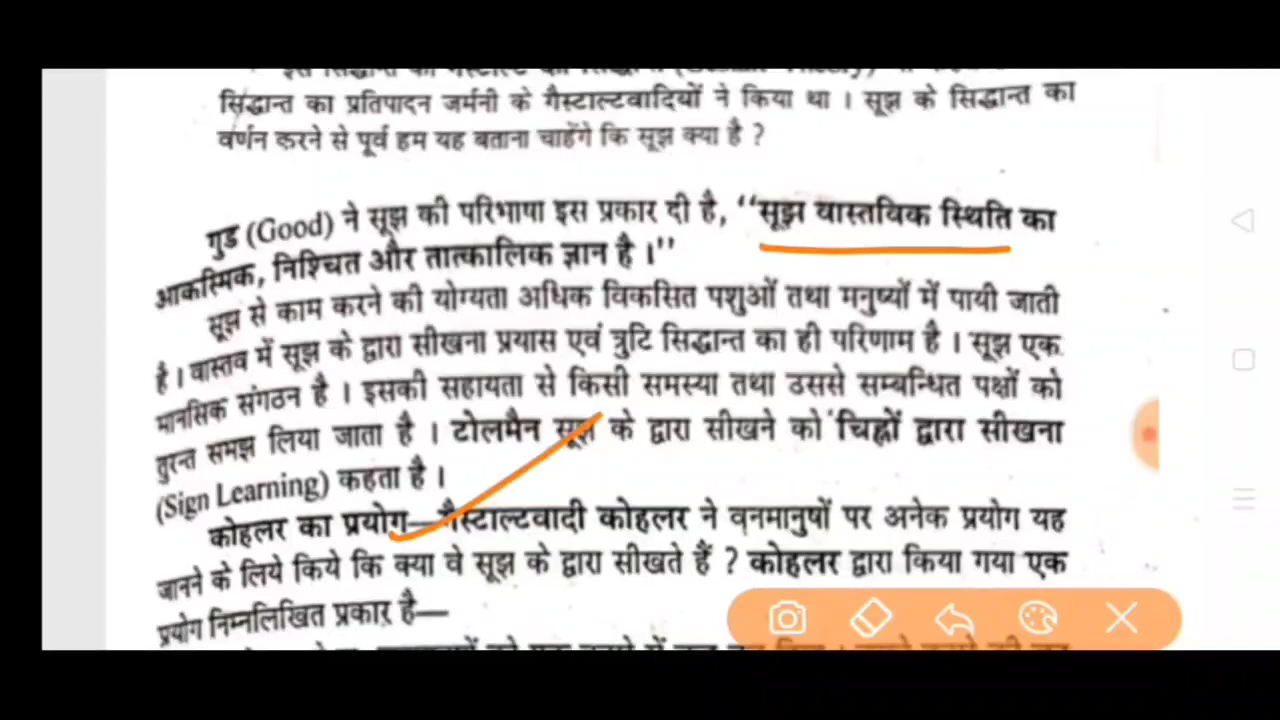 सिद्धान्त का प्रतिपादन जर्मनी के गैस्टाल्टवादियों ने किया था । सूझ के सिद्धान्त का
वर्णन करने से पूर्व हम यह बताना चाहेंगे कि सूझ क्या है ?
गुड (Good) ने सूझ की परिभाषा इस प्रकार दी है, ‘‘सूझ वास्तविक स्थिति का
आकस्मिक, निश्चित और तात्कालिक ज्ञान है ।’’
सूझ से काम करने की योग्यता अधिक विकसित पशुओं तथा मनुष्यों में पायी जाती
है । वास्तव में सूझ के द्वारा सीखना प्रयास एवं त्रुटि सिद्धान्त का ही परिणाम है । सूझ एक
मानसिक संगठन है । इसकी सहायता से किसी समस्या तथा उससे सम्बन्धित पक्षों को
तुरन्त समझ लिया जाता है । टोलमैन सूझ के द्वारा सीखने को चिह्नों द्वारा सीखना
(Sign Learning) कहता है ।
कोहलर का प्रयोग—गैस्टाल्टवादी कोहलर ने वनमानुषों पर अनेक प्रयोग यह
जानने के लिये किये कि क्या वे सूझ के द्वारा सीखते हैं ? कोहलर द्वारा किया गया एक
प्रयोग निम्नलिखित प्रकार है—